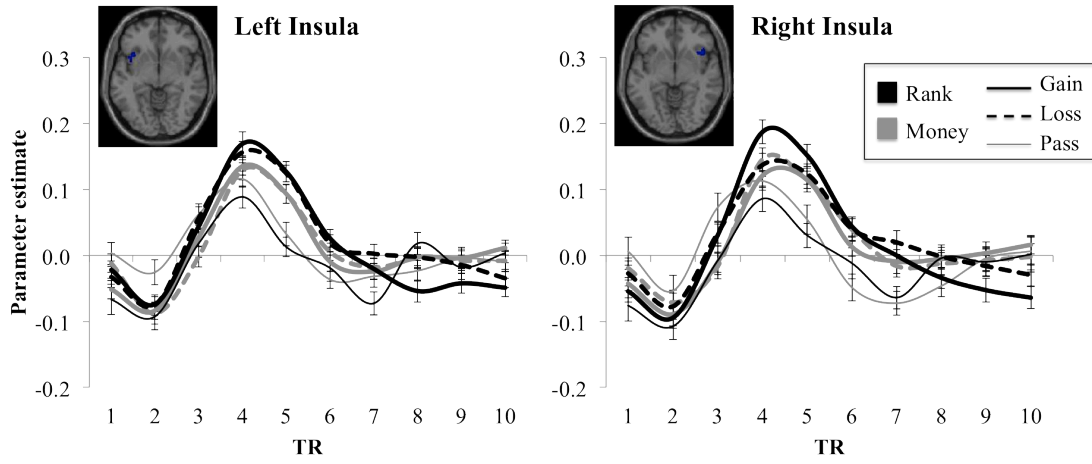 Left Insula
Right Insula
Rank
Money
Gain
Loss
Pass
Parameter estimate
0.3
0.2
0.1
0.0
-0.1
-0.2
1 2 3 4 5 6 7 8 9 10
TR
0.3
0.2
0.1
0.0
-0.1
-0.2
1 2 3 4 5 6 7 8 9 10
TR